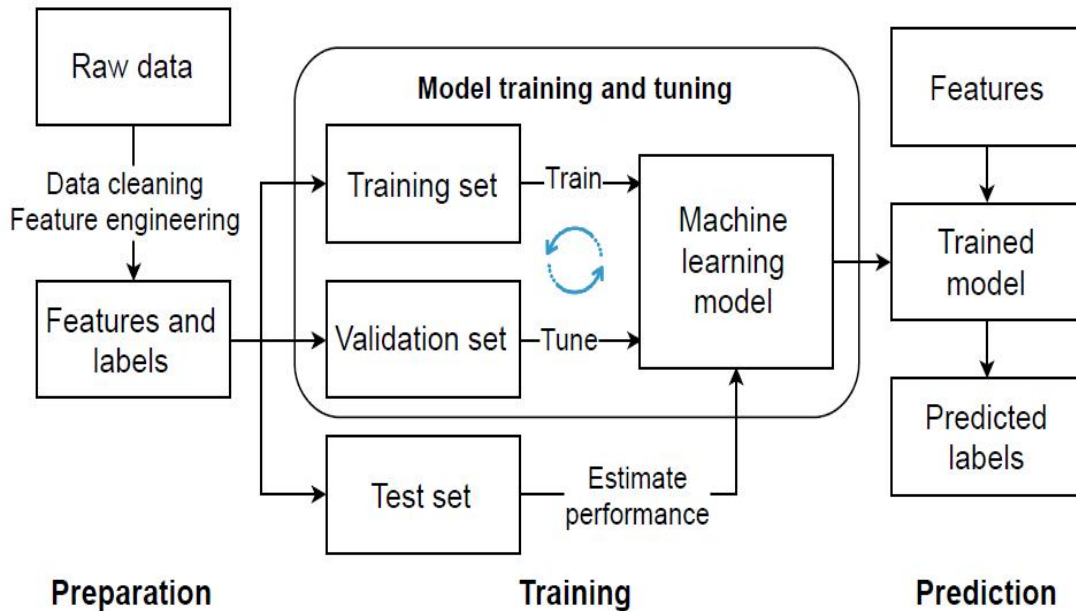 Raw data
Data cleaning
Feature engineering
Features and
labels
Model training and tuning
Training set
Train
Validation set
Tune
Machine
learning
model
Test set
Estimate
performance
Features
Trained
model
Predicted
labels
Preparation
Training
Prediction